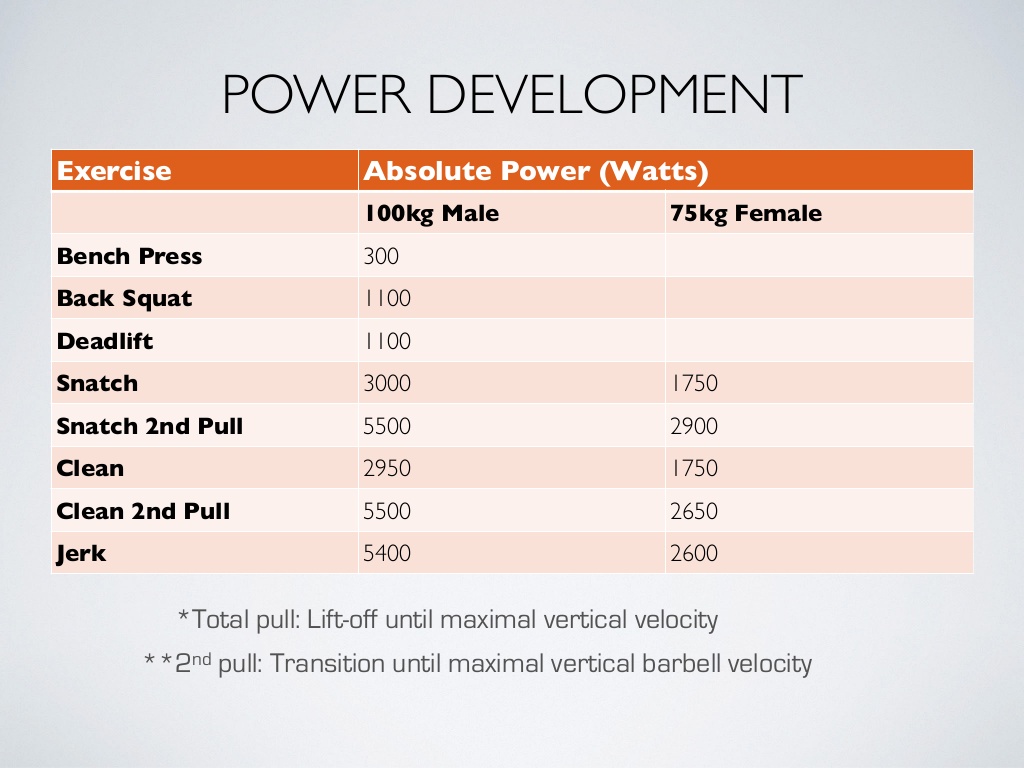 POWER DEVELOPMENT
Exercise Absolute Power (Watts)
100kg Male 75kg Female
Bench Press 300
Back Squat 1100
Deadlift 1100
Snatch 3000 1750
Snatch 2nd Pull 5500 2900
Clean 2950 1750
Clean 2nd Pull 5500 2650
Jerk 5400 2600
*Total pull: Lift-off until maximal vertical velocity
**2nd pull: Transition until maximal vertical barbell velocity